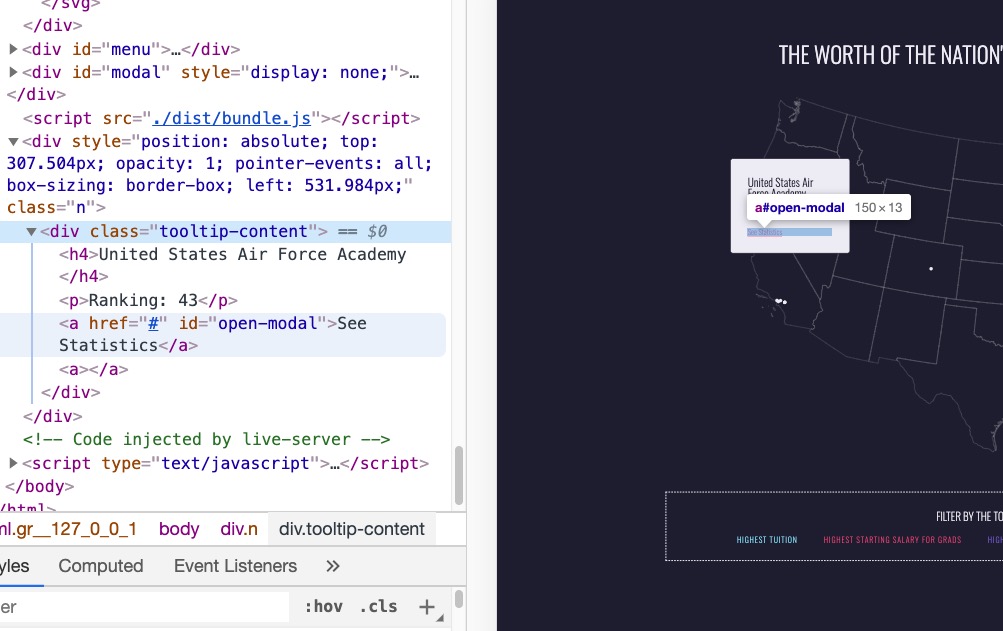 </svg>
</div>
▶<div id="menu">…</div>
▶<div id="modal" style="display: none;">…
</div>
<script src="./dist/bundle.js"></script>
▼<div style="position: absolute; top:
307.504px; opacity: 1; pointer-events: all;
box-sizing: border-box; left: 531.984px;"
class="n">
▼<div class="tooltip-content"> == $0
<h4>United States Air Force Academy
</h4>
<p>Ranking: 43</p>
<a href="#" id="open-modal">See
Statistics</a>
<a></a>
</div>
</div>
<!-- Code injected by live-server -->
▶<script type="text/javascript">…</script>
</body>
/html>
ml.gr__127_0_0_1 body div.n div.tooltip-content
yles Computed Event Listeners »
er :hov .cls +
THE WORTH OF THE NATION'
United States Air
Force Academy
a#open-modal 150 × 13
See Statistics
FILTER BY THE TO
HIGHEST TUITION HIGHEST STARTING SALARY FOR GRADS HIGH